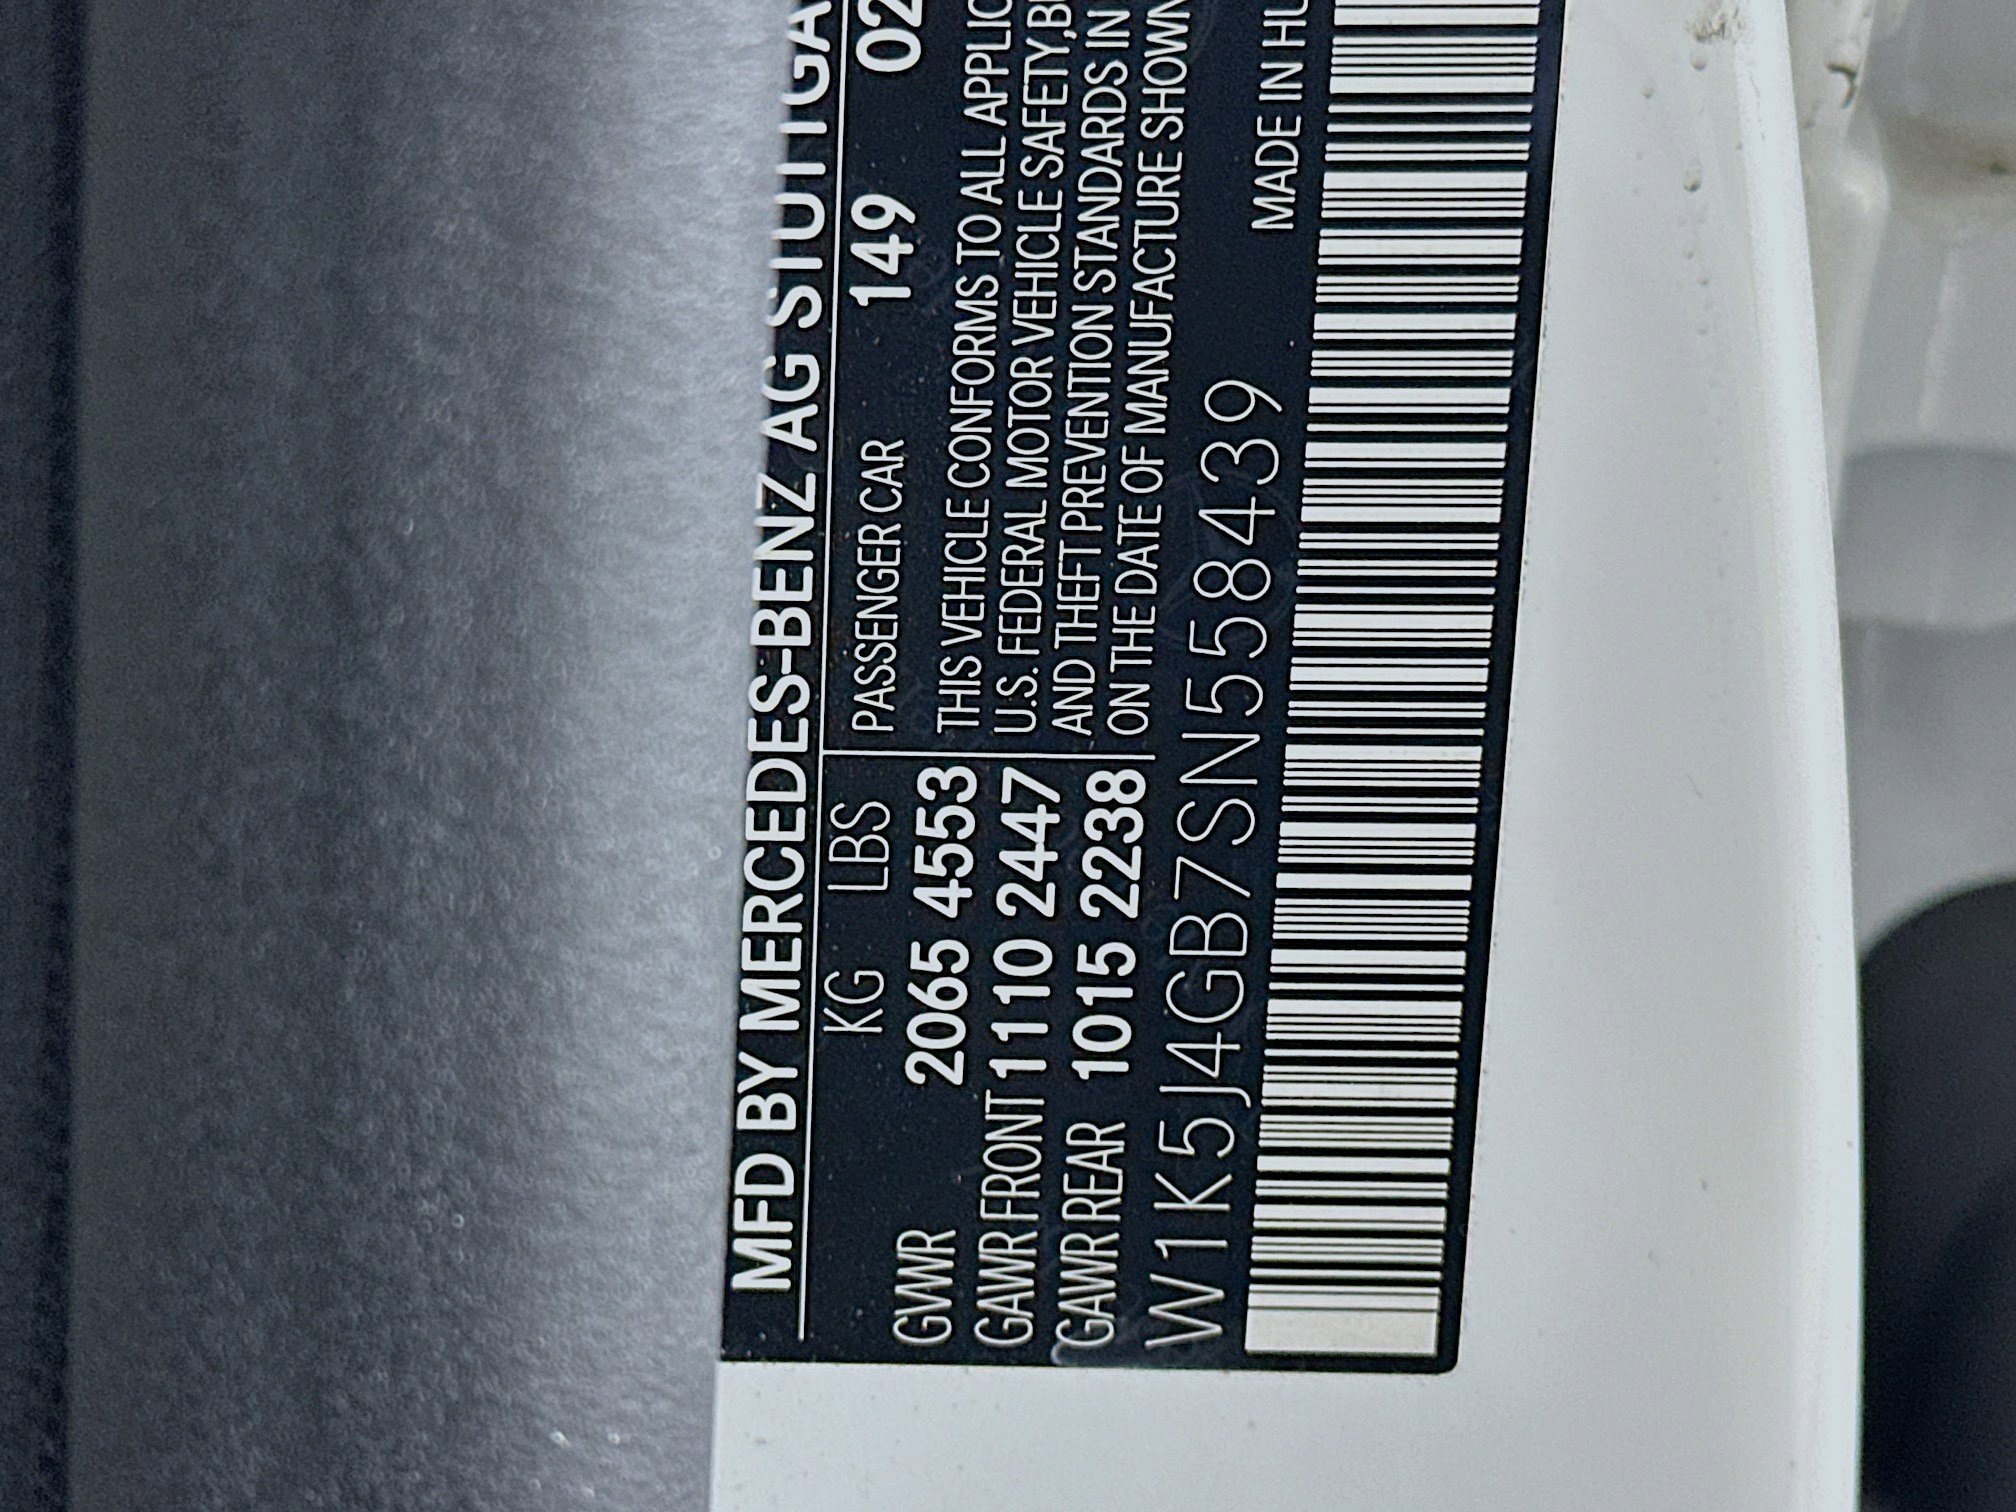 MFD BY MERCEDES-BENZ AG STUTTGA
KG LBS PASSENGER CAR 149 02
GVWR 2065 4553
GAWR FRONT 1110 2447
GAWR REAR 1015 2238
THIS VEHICLE CONFORMS TO ALL APPLIC
U.S. FEDERAL MOTOR VEHICLE SAFETY,B
AND THEFT PREVENTION STANDARDS IN
ON THE DATE OF MANUFACTURE SHOWN
W1K5J4GB7SN558439
MADE IN HU